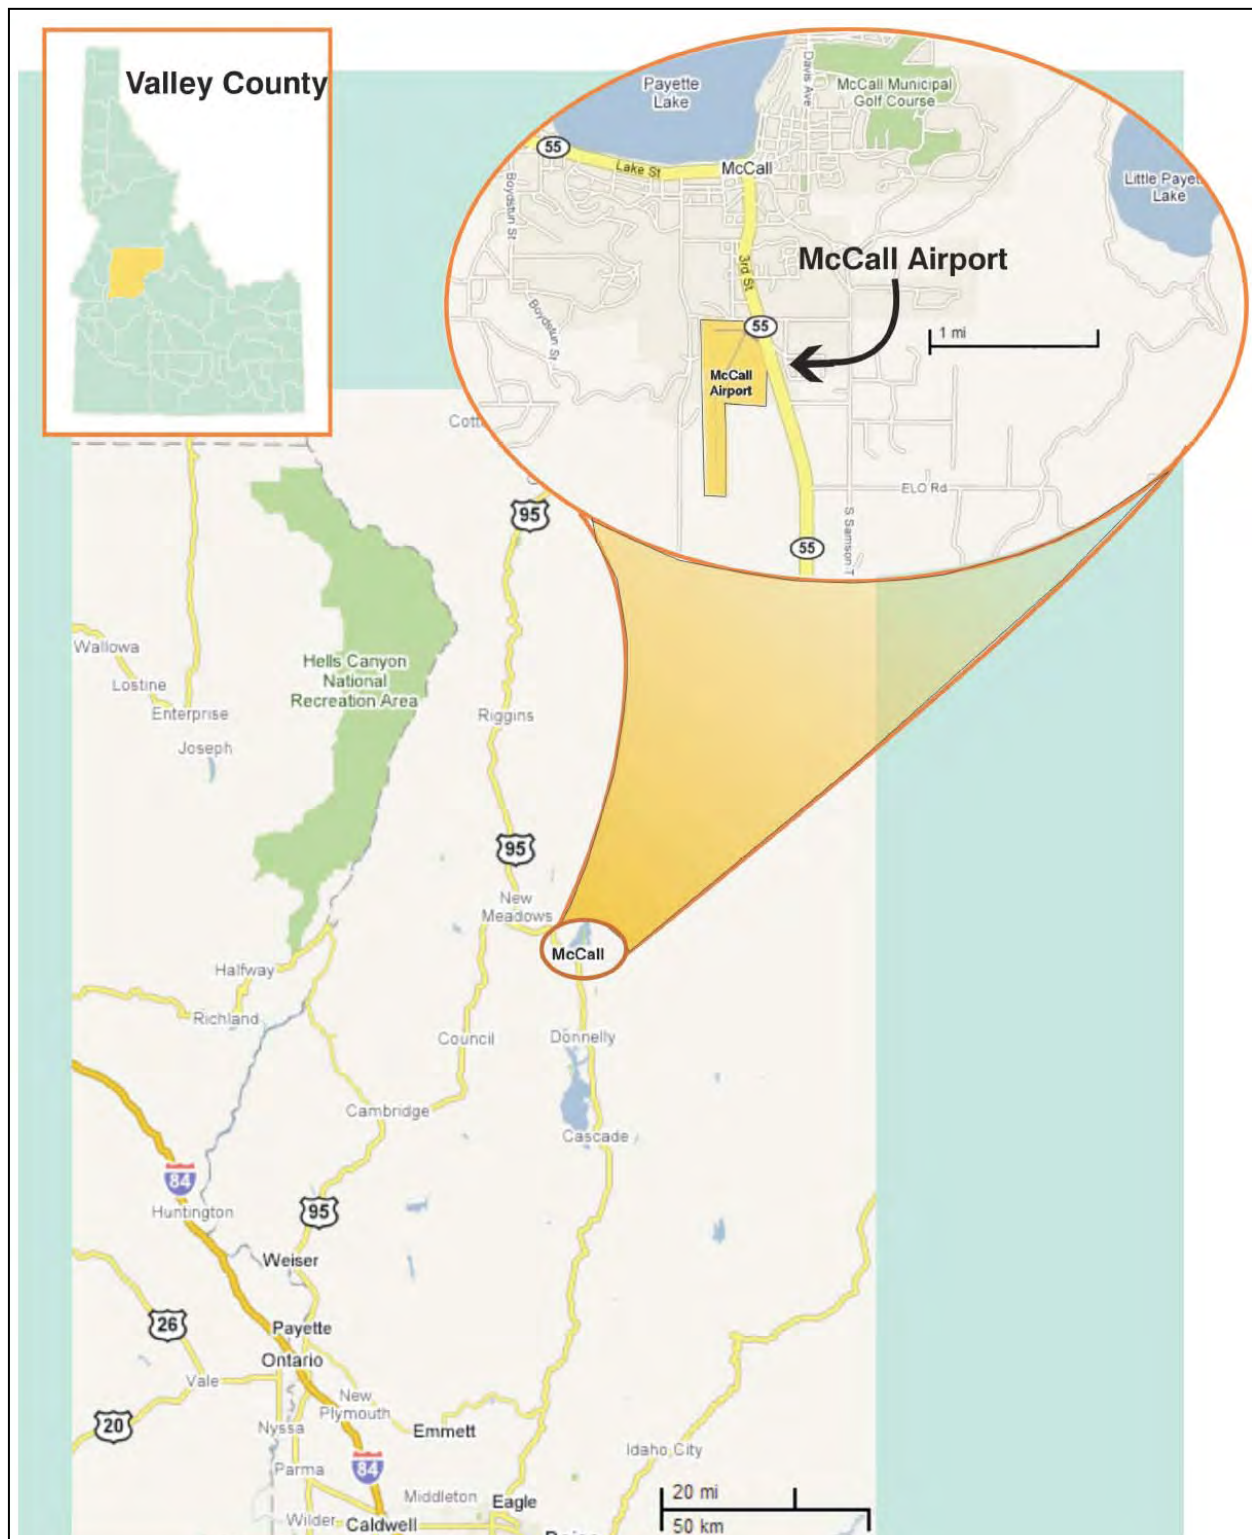 Valley County
Payette
Lake
Davis Ave
McCall Municipal
Golf Course
55
Lake St
McCall
Boydstun St
Little Payet
Lake
McCall Airport
3rd St
Boydstun St
55
1 mi
McCall
Airport
Cott
ELO Rd
S Samson T
55
95
Wallowa
Lostine
Enterprise
Joseph
Hells Canyon
National
Recreation Area
Riggins
95
New
Meadows
McCall
Halfway
Richland
Council
Donnelly
Cambridge
Cascade
84
Huntington
95
Weiser
26
Payette
Ontario
Vale
New
Plymouth
20
Nyssa
Emmett
Idaho City
Parma
84
Middleton
Eagle
20 mi
50 km
Wilder
Caldwell